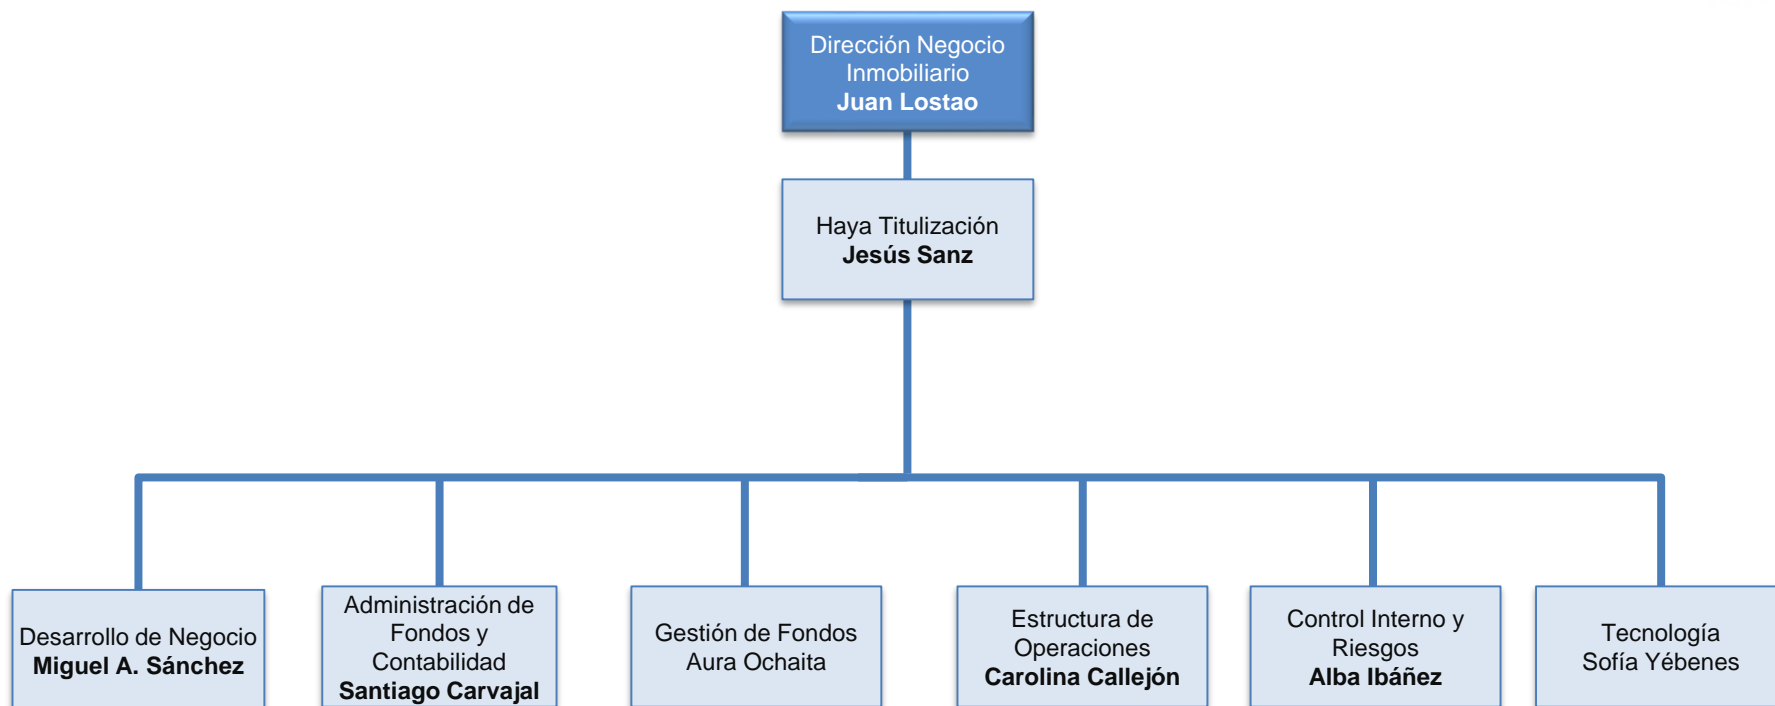 Dirección Negocio
Inmobiliario
Juan Lostao
Haya Titulización
Jesús Sanz
Desarrollo de Negocio
Miguel A. Sánchez
Administración de
Fondos y
Contabilidad
Santiago Carvajal
Gestión de Fondos
Aura Ochaita
Estructura de
Operaciones
Carolina Callejón
Control Interno y
Riesgos
Alba Ibáñez
Tecnología
Sofía Yébenes